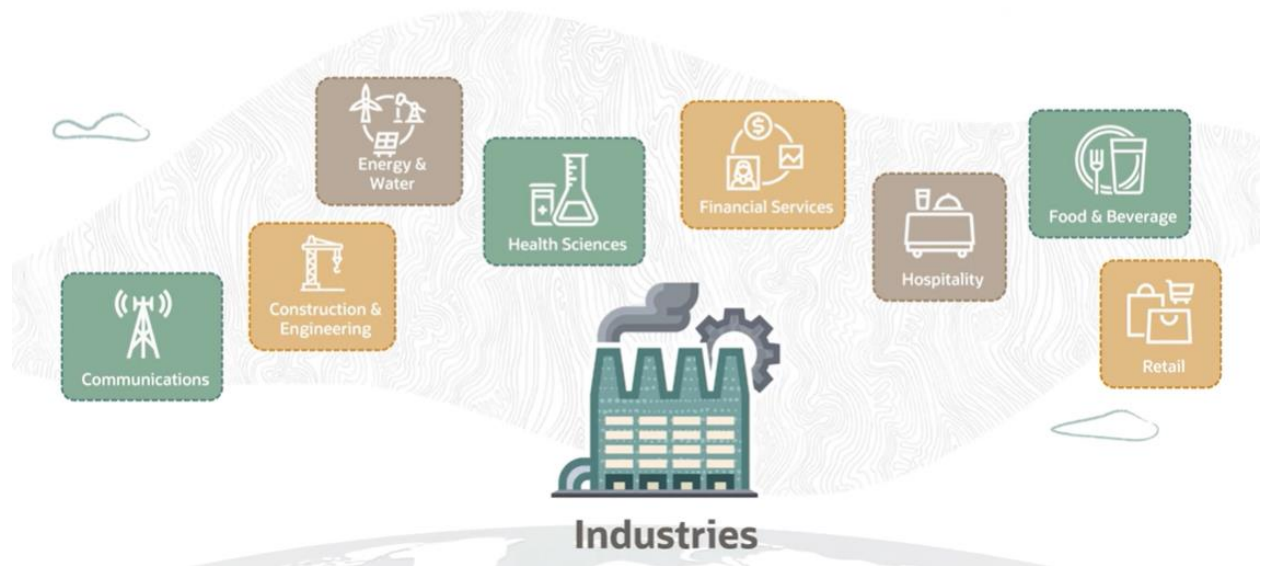 Energy &
Water
Health Sciences
Financial Services
Food & Beverage
Construction &
Engineering
Hospitality
Communications
Retail
$
Industries